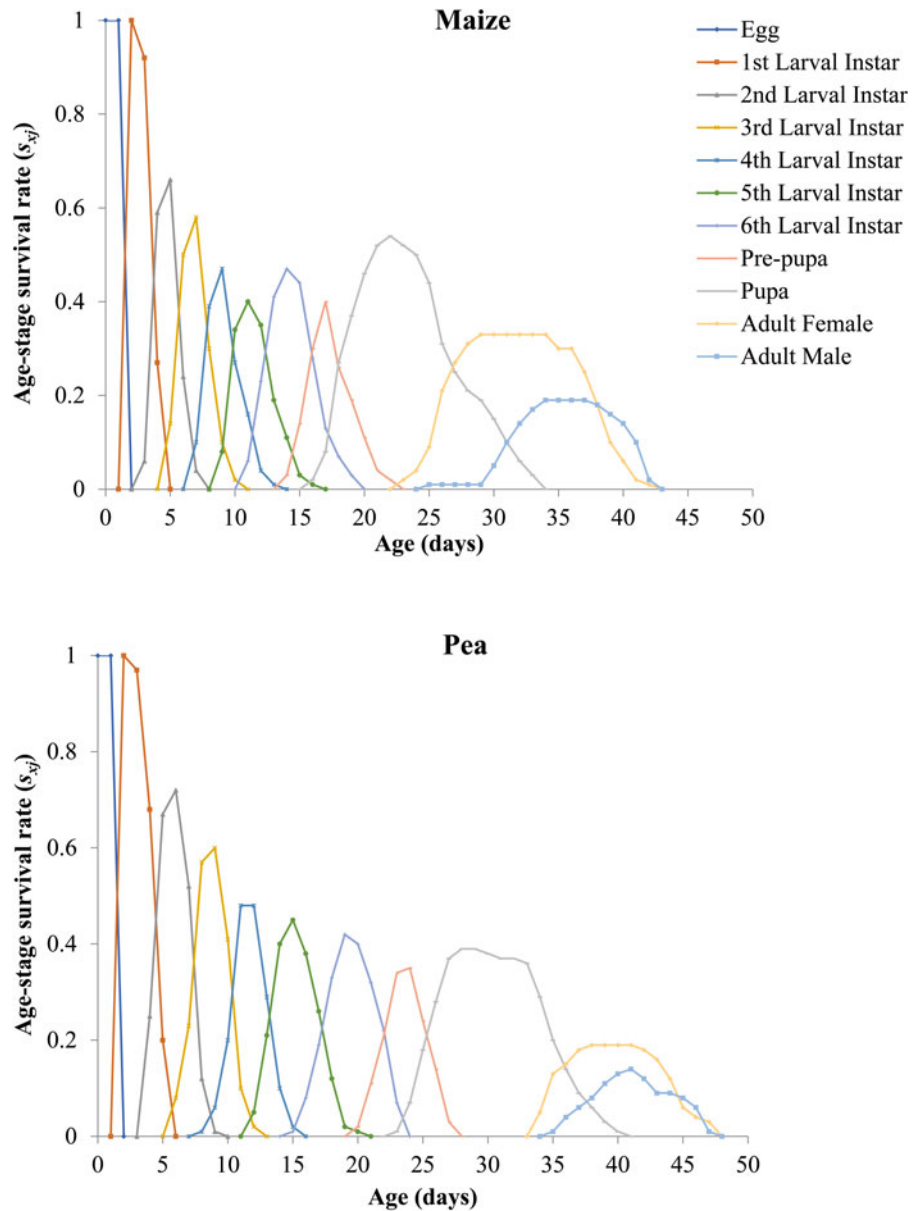 Maize
Egg
1st Larval Instar
2nd Larval Instar
3rd Larval Instar
4th Larval Instar
5th Larval Instar
6th Larval Instar
Pre-pupa
Pupa
Adult Female
Adult Male
Age-stage survival rate (sxj)
1
0.8
0.6
0.4
0.2
0
0 5 10 15 20 25 30 35 40 45 50
Age (days)
Pea
Age-stage survival rate (sxj)
1
0.8
0.6
0.4
0.2
0
0 5 10 15 20 25 30 35 40 45 50
Age (days)